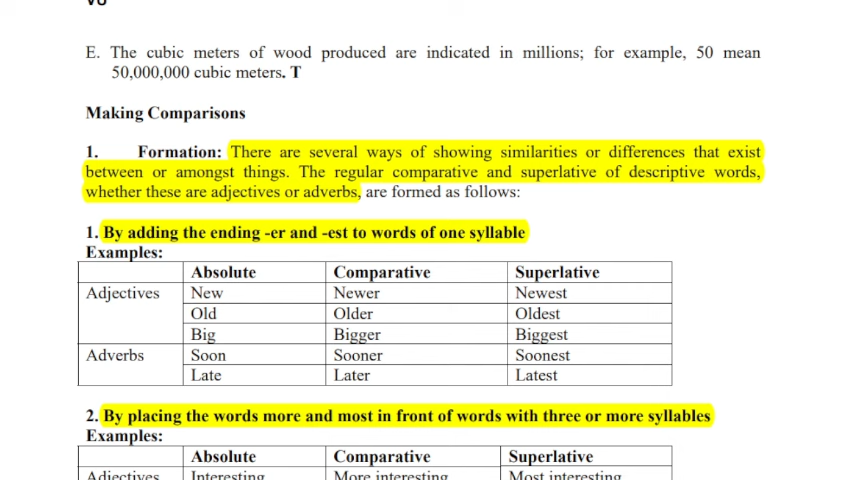 VU
E. The cubic meters of wood produced are indicated in millions; for example, 50 mean
50,000,000 cubic meters. T
Making Comparisons
1. Formation: There are several ways of showing similarities or differences that exist
between or amongst things. The regular comparative and superlative of descriptive words,
whether these are adjectives or adverbs, are formed as follows:
1. By adding the ending -er and -est to words of one syllable
Examples:
Absolute Comparative Superlative
Adjectives New Newer Newest
Old Older Oldest
Big Bigger Biggest
Adverbs Soon Sooner Soonest
Late Later Latest
2. By placing the words more and most in front of words with three or more syllables
Examples:
Absolute Comparative Superlative
Adjectives Interesting More interesting Most interesting